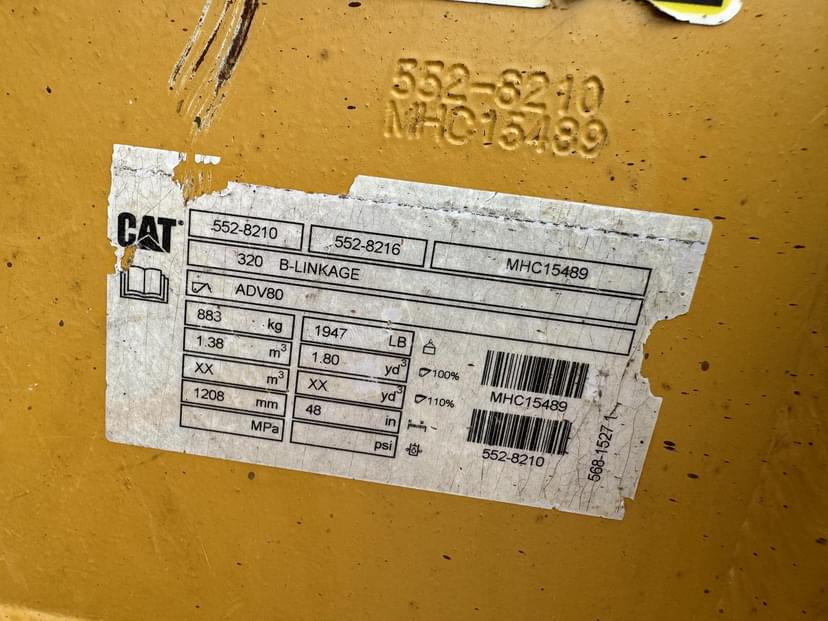 552-8210
MHC15489
CAT
552-8210 552-8216 MHC15489
320 B-LINKAGE
ADV80
883 kg 1947 LB
1.38 m³ 1.80 yd³ 100%
XX m³ XX yd³ 110%
1208 mm 48 in
MPa psi
MHC15489
552-8210
568-1527 1